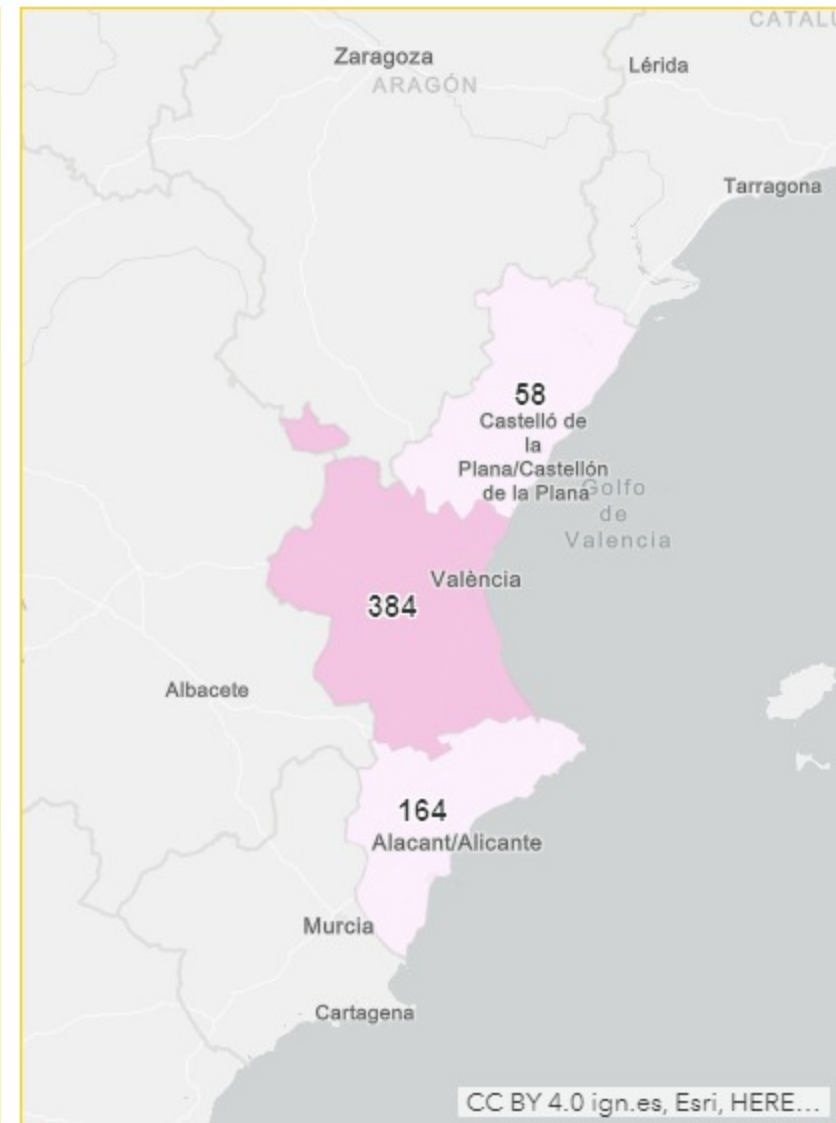 CATALU
Zaragoza
Lérida
ARAGÓN
Tarragona
58
Castelló de
la
Plana/Castellón
de la Plana
Golfo
de
Valencia
València
384
Albacete
164
Alacant/Alicante
Murcia
Cartagena
CC BY 4.0 ign.es, Esri, HERE...